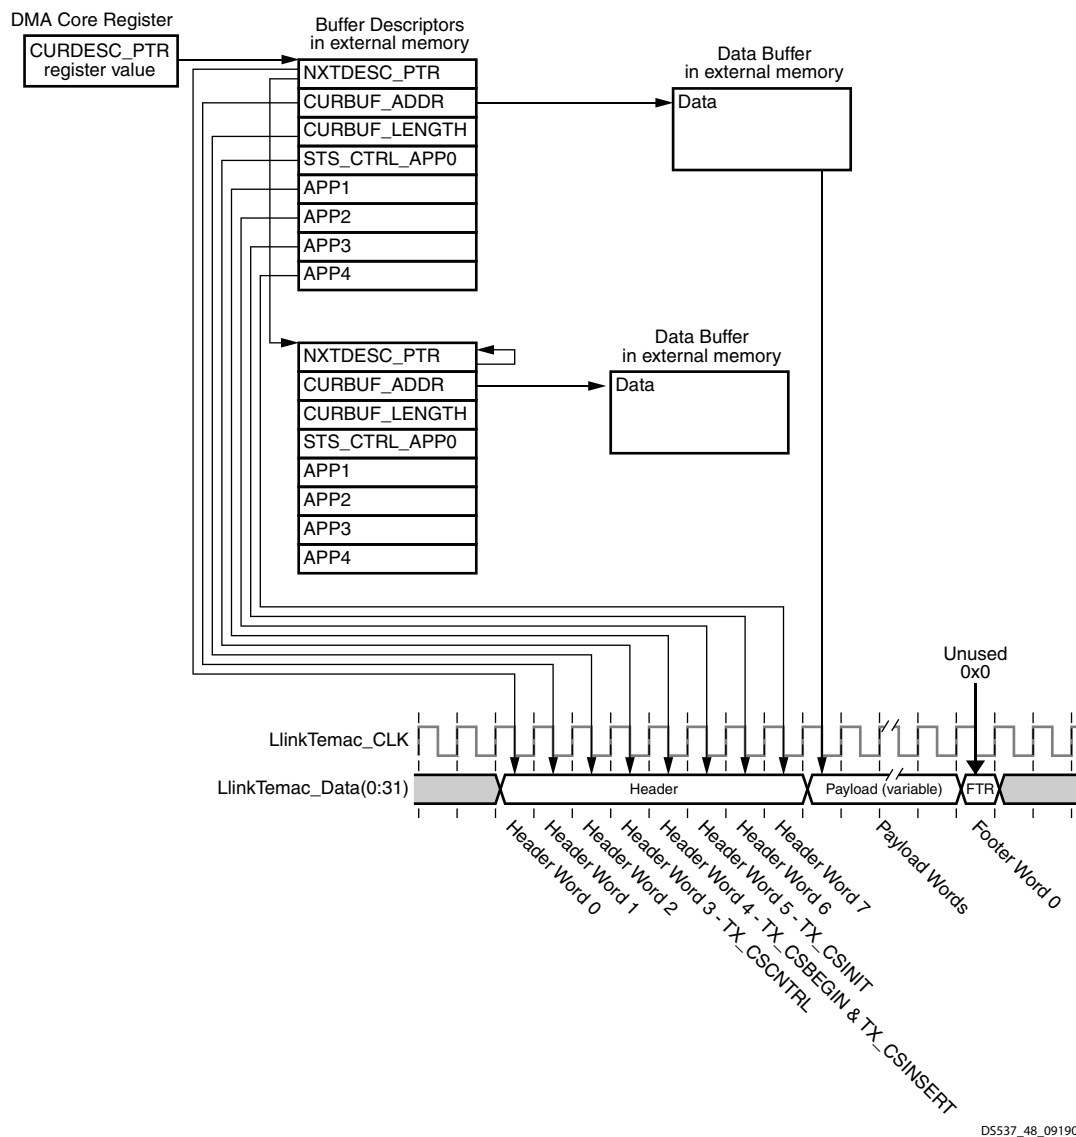 DMA Core Register
CURDESC_PTR
register value
Buffer Descriptors
in external memory
NXTDESC_PTR
CURBUF_ADDR
CURBUF_LENGTH
STS_CTRL_APP0
APP1
APP2
APP3
APP4
Data Buffer
in external memory
Data
NXTDESC_PTR
CURBUF_ADDR
CURBUF_LENGTH
STS_CTRL_APP0
APP1
APP2
APP3
APP4
Data Buffer
in external memory
Data
Unused
0x0
LlinkTemac_CLK
LlinkTemac_Data(0:31)
Header
Payload (variable)
FTR
Header Word 0
Header Word 1
Header Word 2
Header Word 3 - TX_CSCNTRL
Header Word 4 - TX_CSBEGIN & TX_CSINSERT
Header Word 5 - TX_CSINIT
Header Word 6
Header Word 7
Payload Words
Footer Word 0
DS537_48_09190